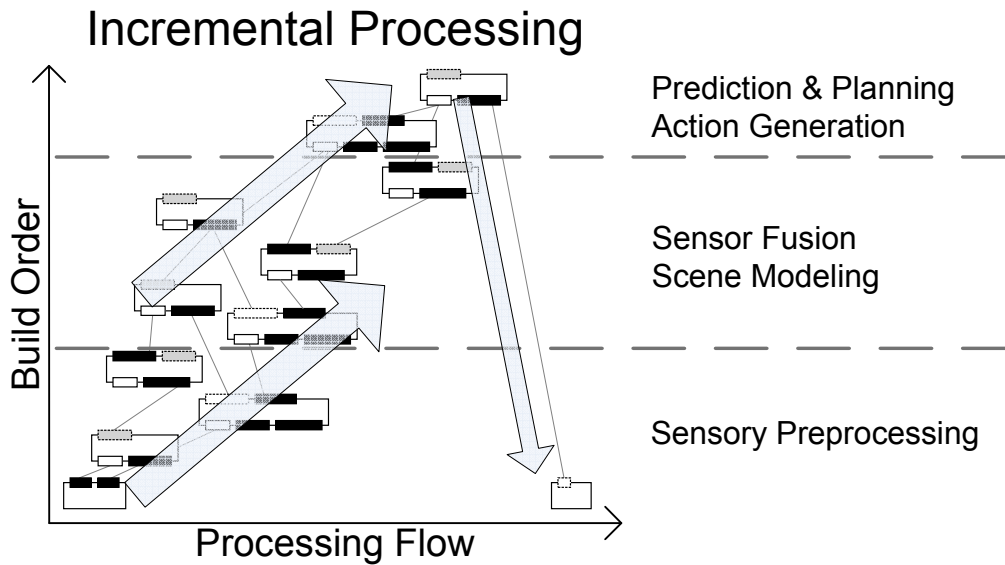 Incremental Processing
Prediction & Planning
Action Generation
Sensor Fusion
Scene Modeling
Sensory Preprocessing
Build Order
Processing Flow